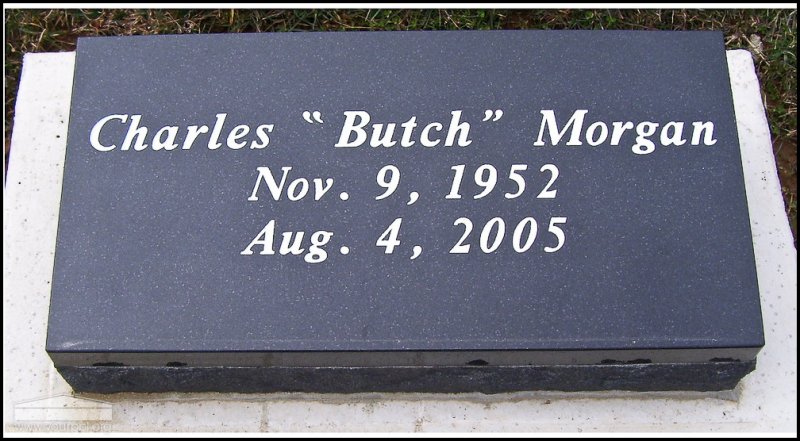 Charles "Butch" Morgan
Nov. 9, 1952
Aug. 4, 2005